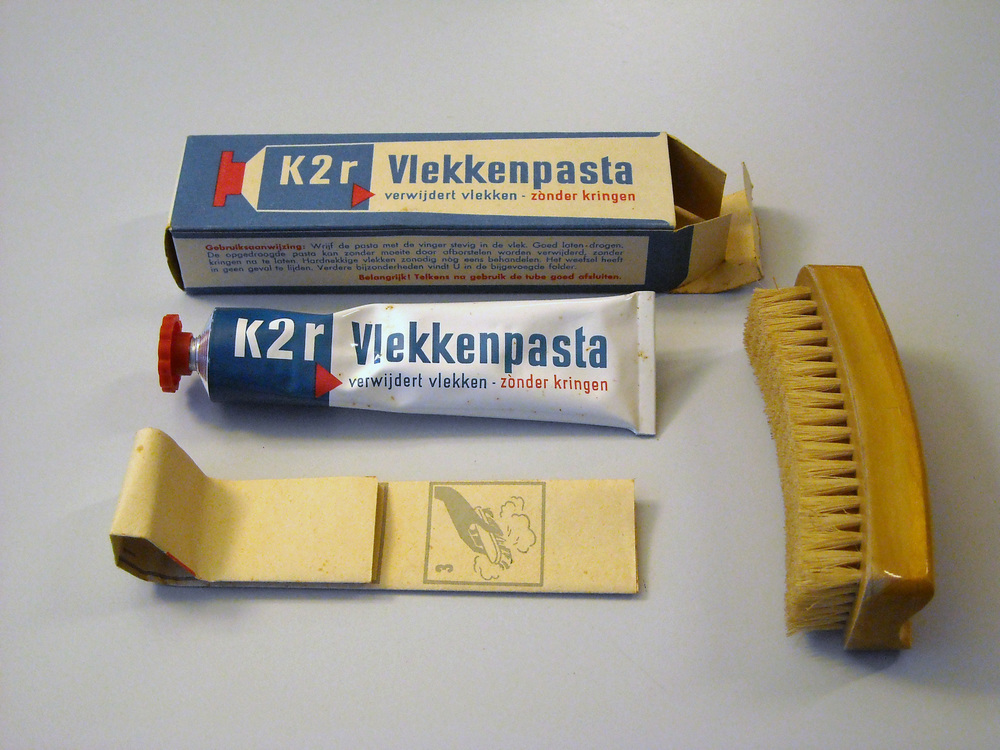 K2r Vlekkenpasta
verwijdert vlekken - zònder kringen
Gebruiksaanwijzing: Wrijf de pasta met de vinger stevig in de vlek. Goed laten-drogen.
De opgedroogde pasta kan zonder moeite door afborstelen worden verwijderd, zonder
kringen na te laten. Hardnekkige vlekken zonodig nòg eens behandelen. Het weefsel heeft
in geen geval te lijden. Verdere bijzonderheden vindt U in de bijgevoegde folder.
Belangrijk! Telkens na gebruik de tube goed afsluiten.
K2r Vlekkenpasta
verwijdert vlekken - zònder kringen
3